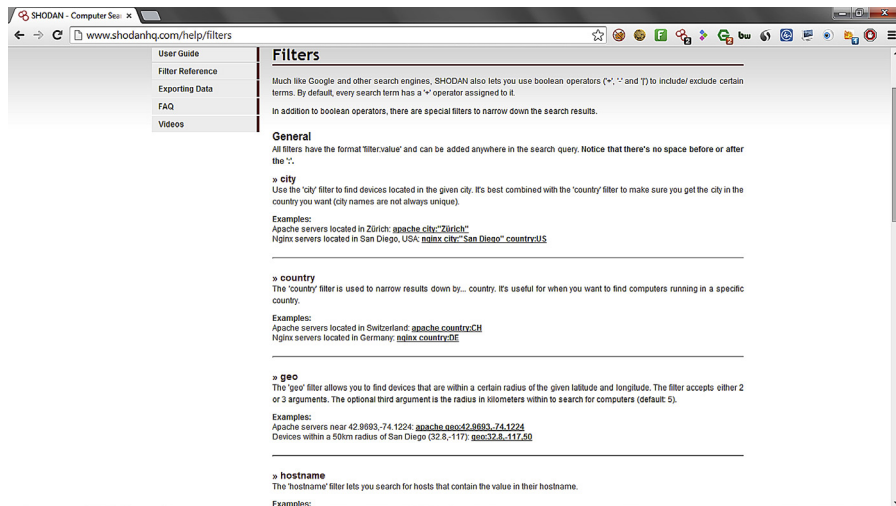 SHODAN - Computer Sea
www.shodanhq.com/help/filters
User Guide
Filter Reference
Exporting Data
FAQ
Videos
Filters
Much like Google and other search engines, SHODAN also lets you use boolean operators ('+', '-' and '|') to include/ exclude certain
terms. By default, every search term has a '+' operator assigned to it.
In addition to boolean operators, there are special filters to narrow down the search results.
General
All filters have the format 'filter:value' and can be added anywhere in the search query. Notice that there's no space before or after
the ':'.
» city
Use the 'city' filter to find devices located in the given city. It's best combined with the 'country' filter to make sure you get the city in the
country you want (city names are not always unique).
Examples:
Apache servers located in Zürich: apache city:"Zürich"
Nginx servers located in San Diego, USA: nginx city:"San Diego" country:US
» country
The 'country' filter is used to narrow results down by... country. It's useful for when you want to find computers running in a specific
country.
Examples:
Apache servers located in Switzerland: apache country:CH
Nginx servers located in Germany: nginx country:DE
» geo
The 'geo' filter allows you to find devices that are within a certain radius of the given latitude and longitude. The filter accepts either 2
or 3 arguments. The optional third argument is the radius in kilometers within to search for computers (default: 5).
Examples:
Apache servers near 42.9693,-74.1224: apache geo:42.9693,-74.1224
Devices within a 50km radius of San Diego (32.8,-117): geo:32.8,-117,50
» hostname
The 'hostname' filter lets you search for hosts that contain the value in their hostname.
Examples: